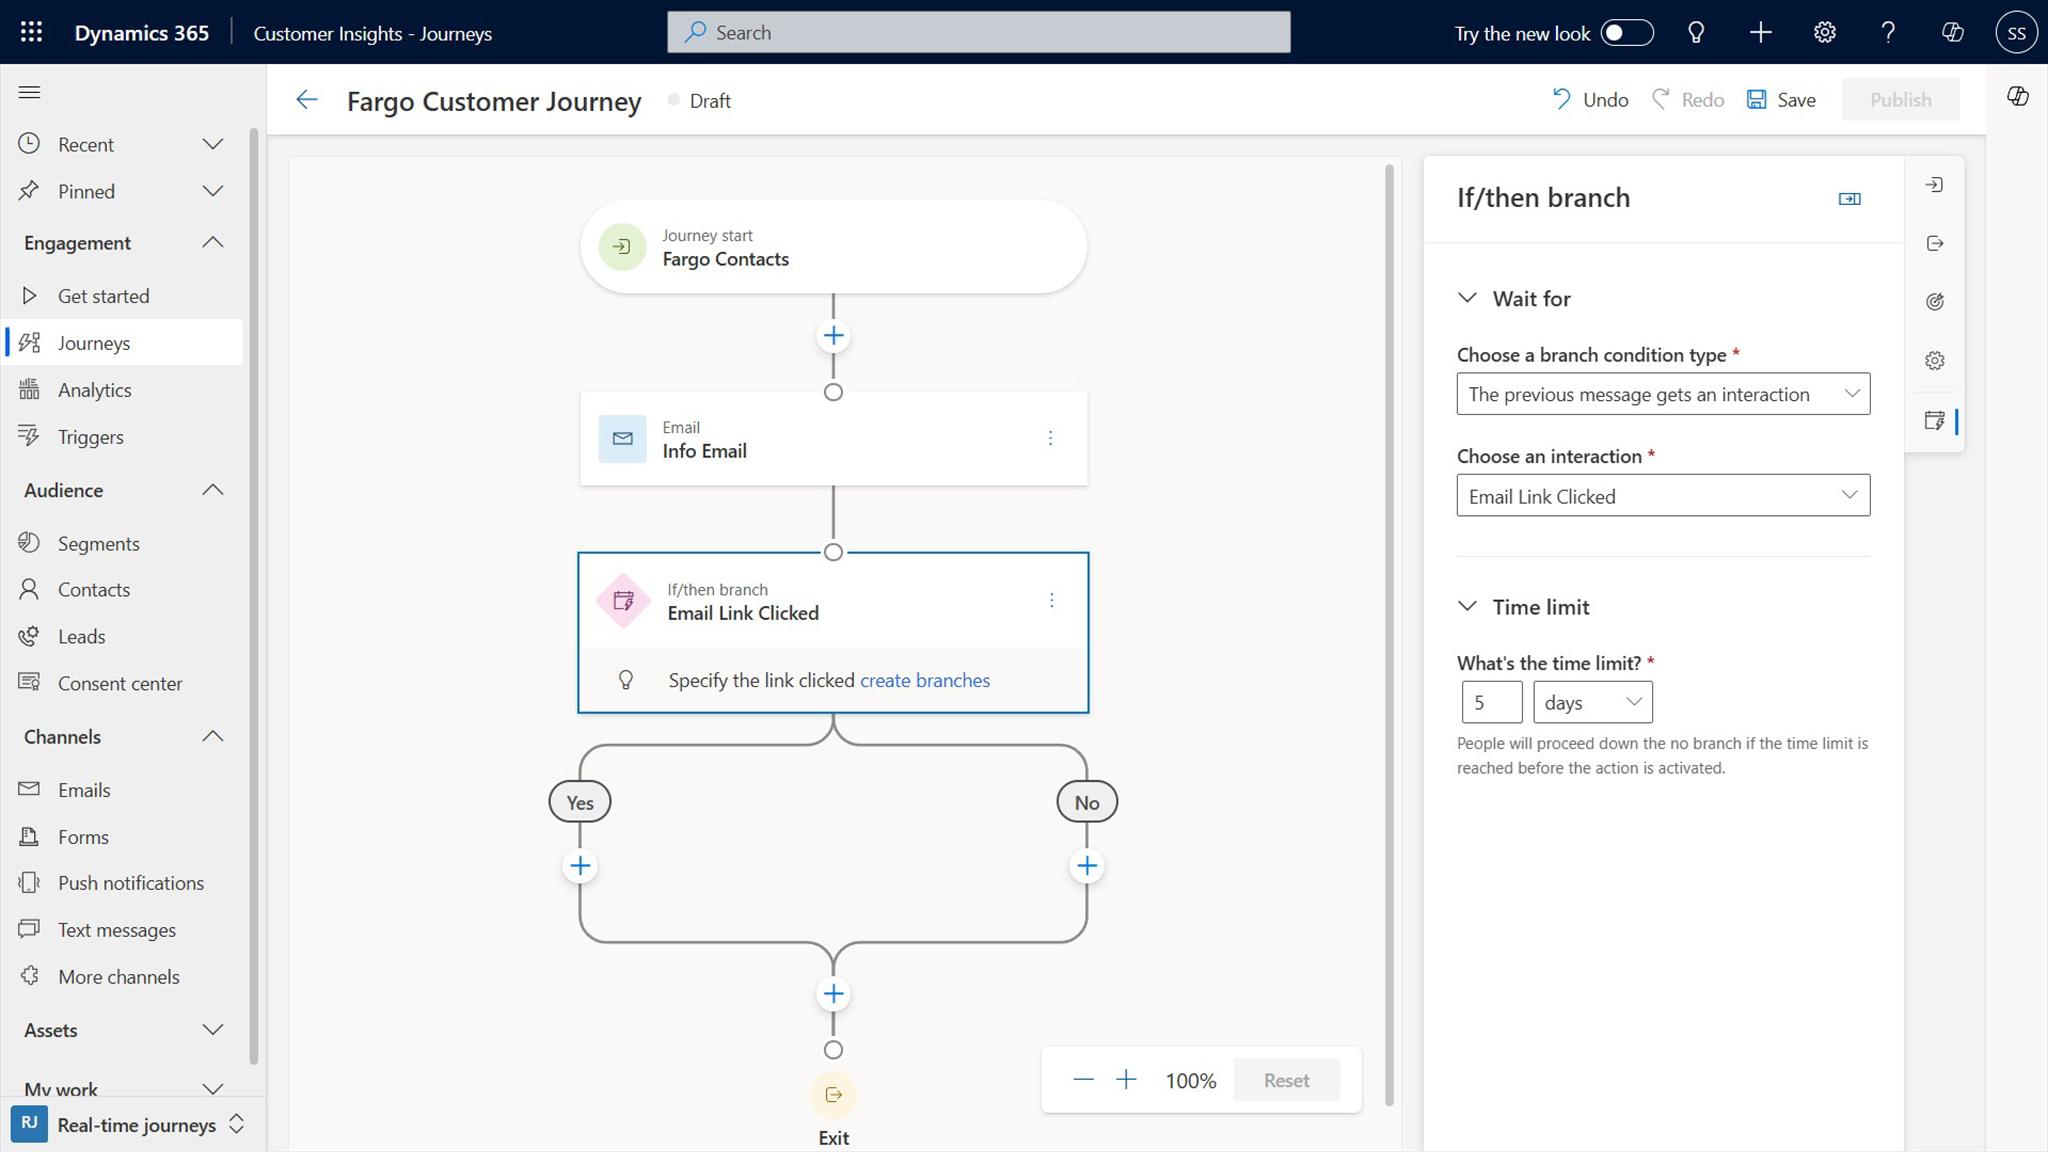 Dynamics 365
Customer Insights - Journeys
Search
Try the new look
SS
Recent
Pinned
Engagement
Get started
Journeys
Analytics
Triggers
Audience
Segments
Contacts
Leads
Consent center
Channels
Emails
Forms
Push notifications
Text messages
More channels
Assets
My work
RJ
Real-time journeys
Fargo Customer Journey
Draft
Undo
Redo
Save
Publish
Journey start
Fargo Contacts
Email
Info Email
If/then branch
Email Link Clicked
Specify the link clicked create branches
Yes
No
Exit
100%
Reset
If/then branch
Wait for
Choose a branch condition type *
The previous message gets an interaction
Choose an interaction *
Email Link Clicked
Time limit
What's the time limit? *
5
days
People will proceed down the no branch if the time limit is
reached before the action is activated.